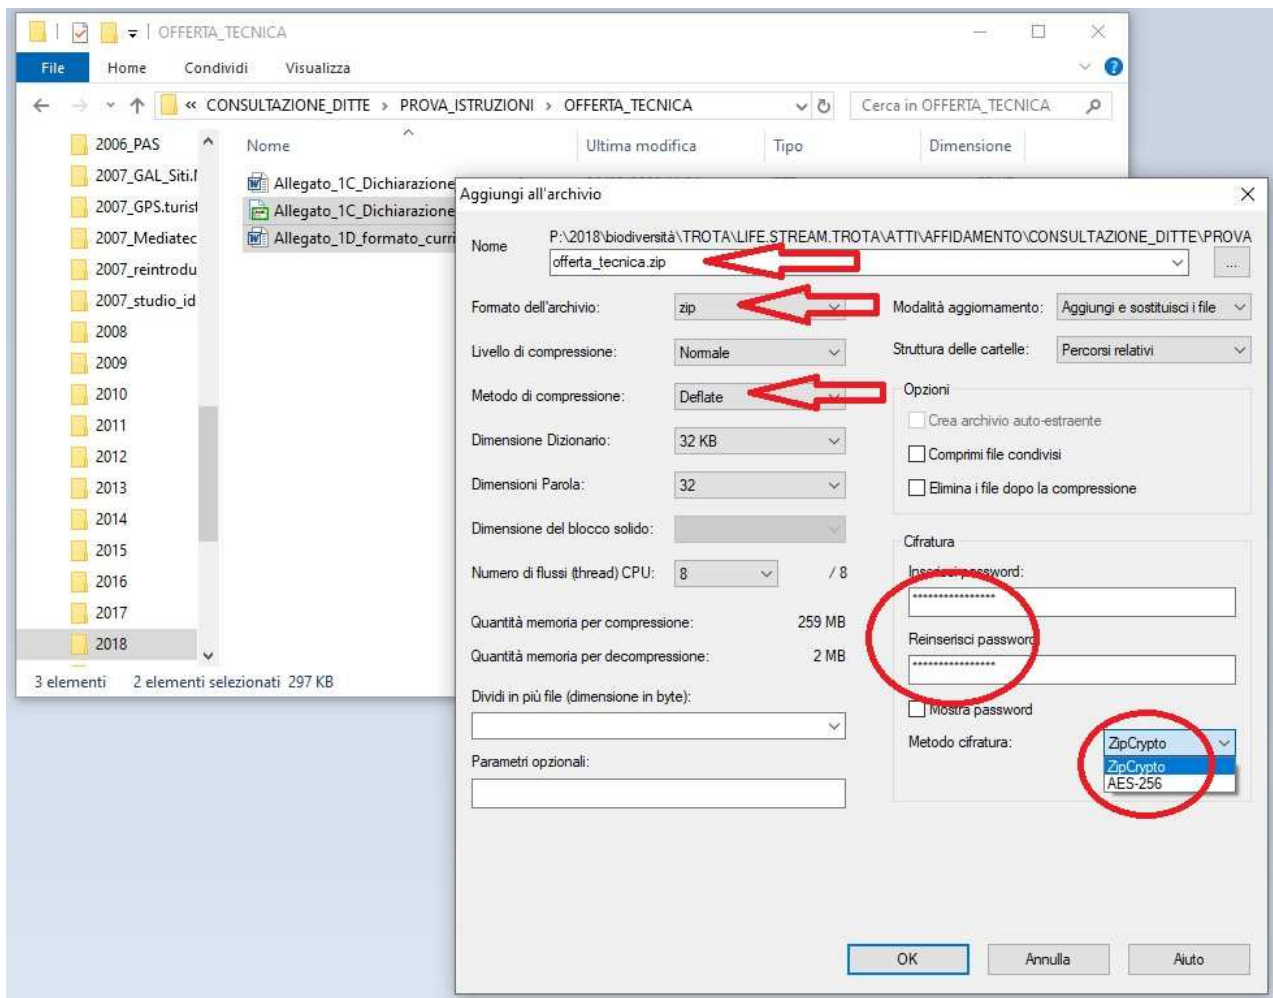 OFFERTA_TECNICA
File Home Condividi Visualizza
« CONSULTAZIONE_DITTE > PROVA_ISTRUZIONI > OFFERTA_TECNICA
Cerca in OFFERTA_TECNICA
2006_PAS
2007_GAL_Siti.
2007_GPS.turist
2007_Mediatec
2007_reintrodu
2007_studio_id
2008
2009
2010
2011
2012
2013
2014
2015
2016
2017
2018
Nome Ultima modifica Tipo Dimensione
Allegato_1C_Dichiarazione
Allegato_1C_Dichiarazione
Allegato_1D_formato_curri
3 elementi 2 elementi selezionati 297 KB
Aggiungi all'archivio
Nome
P:\2018\biodiversità\TROTA\LIFE.STREAM.TROTA\ATTI\AFFIDAMENTO\CONSULTAZIONE_DITTE\PROVA
offerta_tecnica.zip
...
Formato dell'archivio: zip
Livello di compressione: Normale
Metodo di compressione: Deflate
Dimensione Dizionario: 32 KB
Dimensioni Parola: 32
Dimensione del blocco solido:
Numero di flussi (thread) CPU: 8 / 8
Quantità memoria per compressione: 259 MB
Quantità memoria per decompressione: 2 MB
Dividi in più file (dimensione in byte):
Parametri opzionali:
Modalità aggiornamento: Aggiungi e sostituisci i file
Struttura delle cartelle: Percorsi relativi
Opzioni
Crea archivio auto-estraente
Comprimi file condivisi
Elimina i file dopo la compressione
Cifratura
Inserisci password:
****************
Reinserisci password
****************
Mostra password
Metodo cifratura: ZipCrypto
ZipCrypto
AES-256
OK Annulla Aiuto